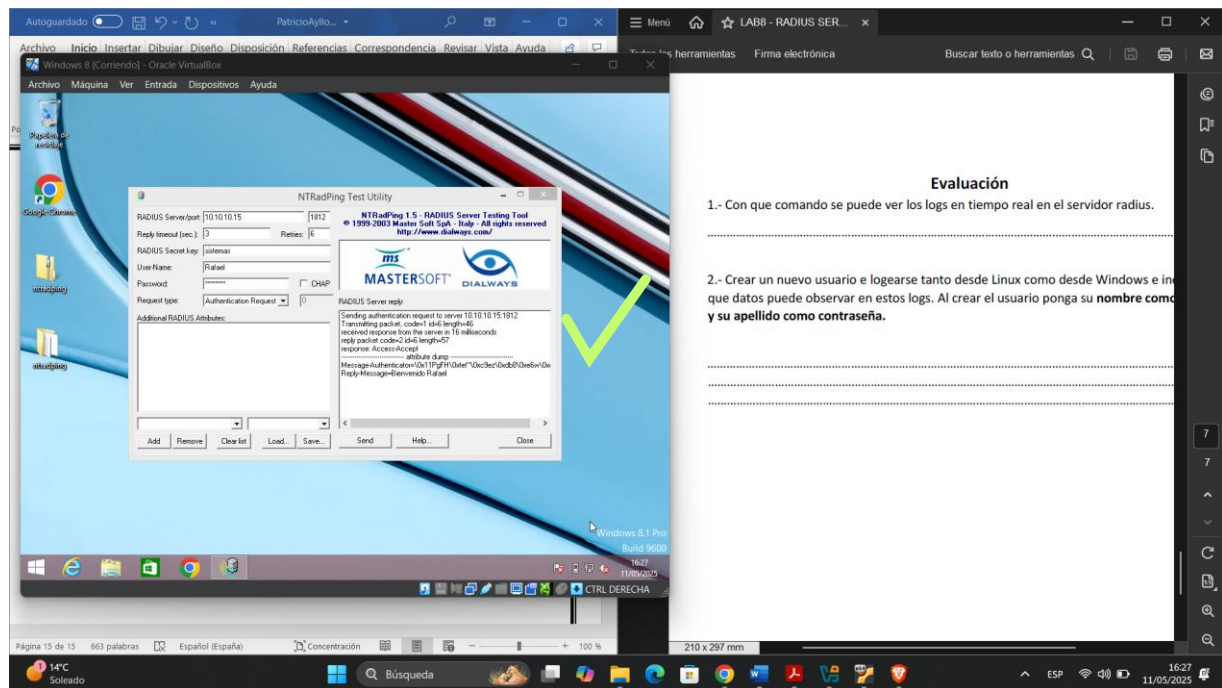 Autoguardado
PatricioAyllo...
Archivo Inicio Insertar Dibujar Diseño Disposición Referencias Correspondencia Revisar Vista Ayuda
Windows 8 [Corriendo] - Oracle VirtualBox
Archivo Máquina Ver Entrada Dispositivos Ayuda
Papelera de
reciclaje
Google Chrome
ntradping
ntradping
NTRadPing Test Utility
RADIUS Server/port: 10.10.10.15 1812
Reply timeout (sec.): 3 Retries: 6
RADIUS Secret key: sistemas
User-Name: Rafael
Password: CHAP
Request type: Authentication Request 0
Additional RADIUS Attributes:
Add Remove Clear list Load... Save...
NTRadPing 1.5 - RADIUS Server Testing Tool
© 1999-2003 Master Soft SpA - Italy - All rights reserved
http://www.dialways.com/
ms
MASTERSOFT DIALWAYS
RADIUS Server reply:
Sending authentication request to server 10.10.10.15:1812
Transmitting packet, code=1 id=6 length=46
received response from the server in 16 milliseconds
reply packet code=2 id=6 length=57
response: Access-Accept
---------- attribute dump ----------
Reply-Message=Bienvenido Rafael
Send Help... Close
Windows 8.1 Pro
Build 9600
16:27
11/05/2025
CTRL DERECHA
Página 15 de 15 663 palabras Español (España) Concentración 100 %
Menú LAB8 - RADIUS SER...
herramientas Firma electrónica Buscar texto o herramientas
Evaluación
1.- Con que comando se puede ver los logs en tiempo real en el servidor radius.
2.- Crear un nuevo usuario e logearse tanto desde Linux como desde Windows e in
que datos puede observar en estos logs. Al crear el usuario ponga su nombre como
y su apellido como contraseña.
7
7
210 x 297 mm
14°C
Soleado
Búsqueda
ESP
16:27
11/05/2025